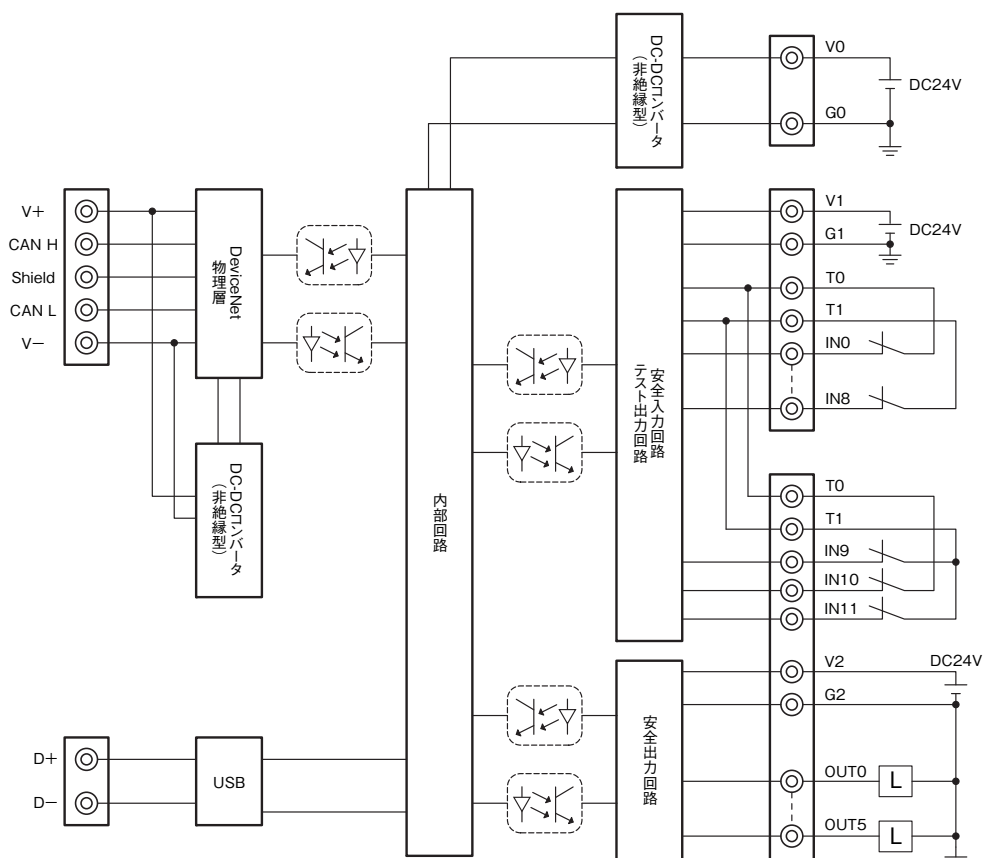 DC-DCコンバータ
（非絶縁型）
V0
G0
DC24V
V+
CAN H
Shield
CAN L
V−
DeviceNet
物理層
DC-DCコンバータ
（非絶縁型）
内部回路
安全入力回路
テスト出力回路
V1
G1
DC24V
T0
T1
IN0
IN8
T0
T1
IN9
IN10
IN11
安全出力回路
V2
G2
DC24V
OUT0
L
OUT5
L
D+
D−
USB